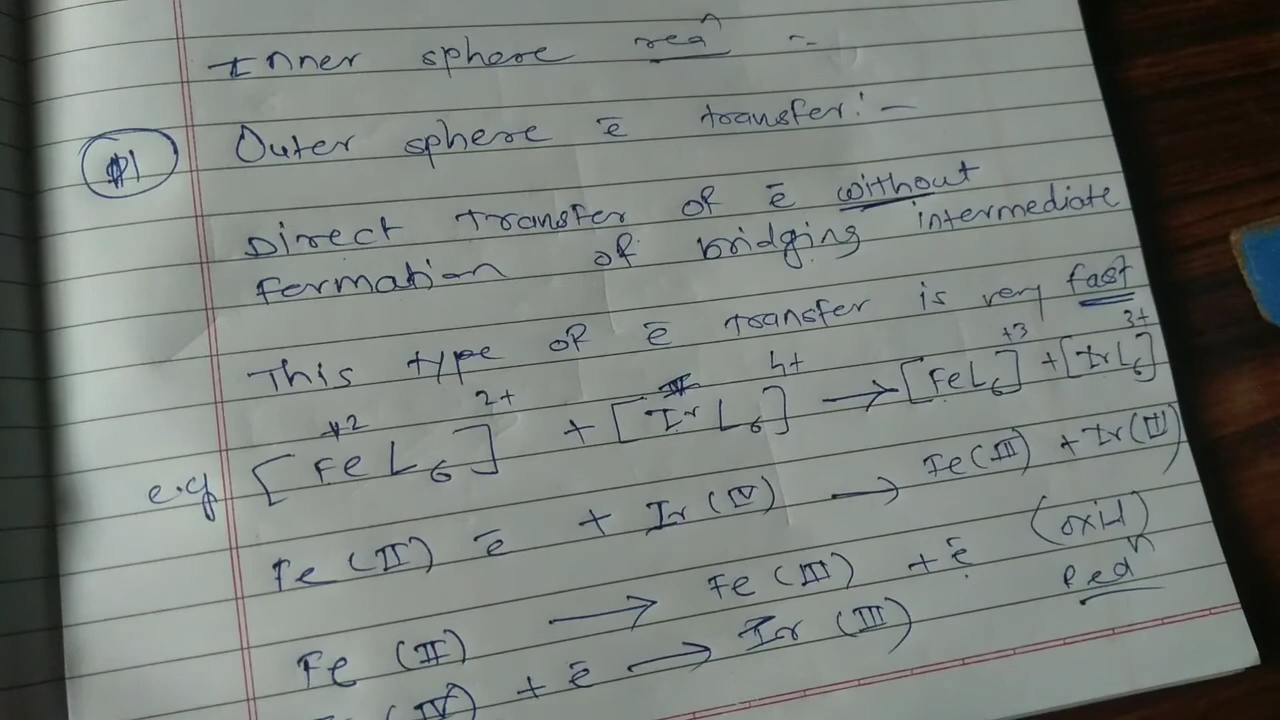 Inner sphere reaⁿ :-
$1 Outer sphere ē transfer:-
Direct transfer of ē without
formation of bridging intermediate
This type of ē transfer is very fast
e.g [FeL₆]²⁺ + [IrL₆]⁴⁺ → [FeL₆]⁺³ + [IrL₆]³⁺
Fe(II) ē + Ir(IV) → Fe(III) + Ir(II)
Fe(II) → Fe(III) + ē (oxid)
(IV) + ē → Ir(III) Redⁿ